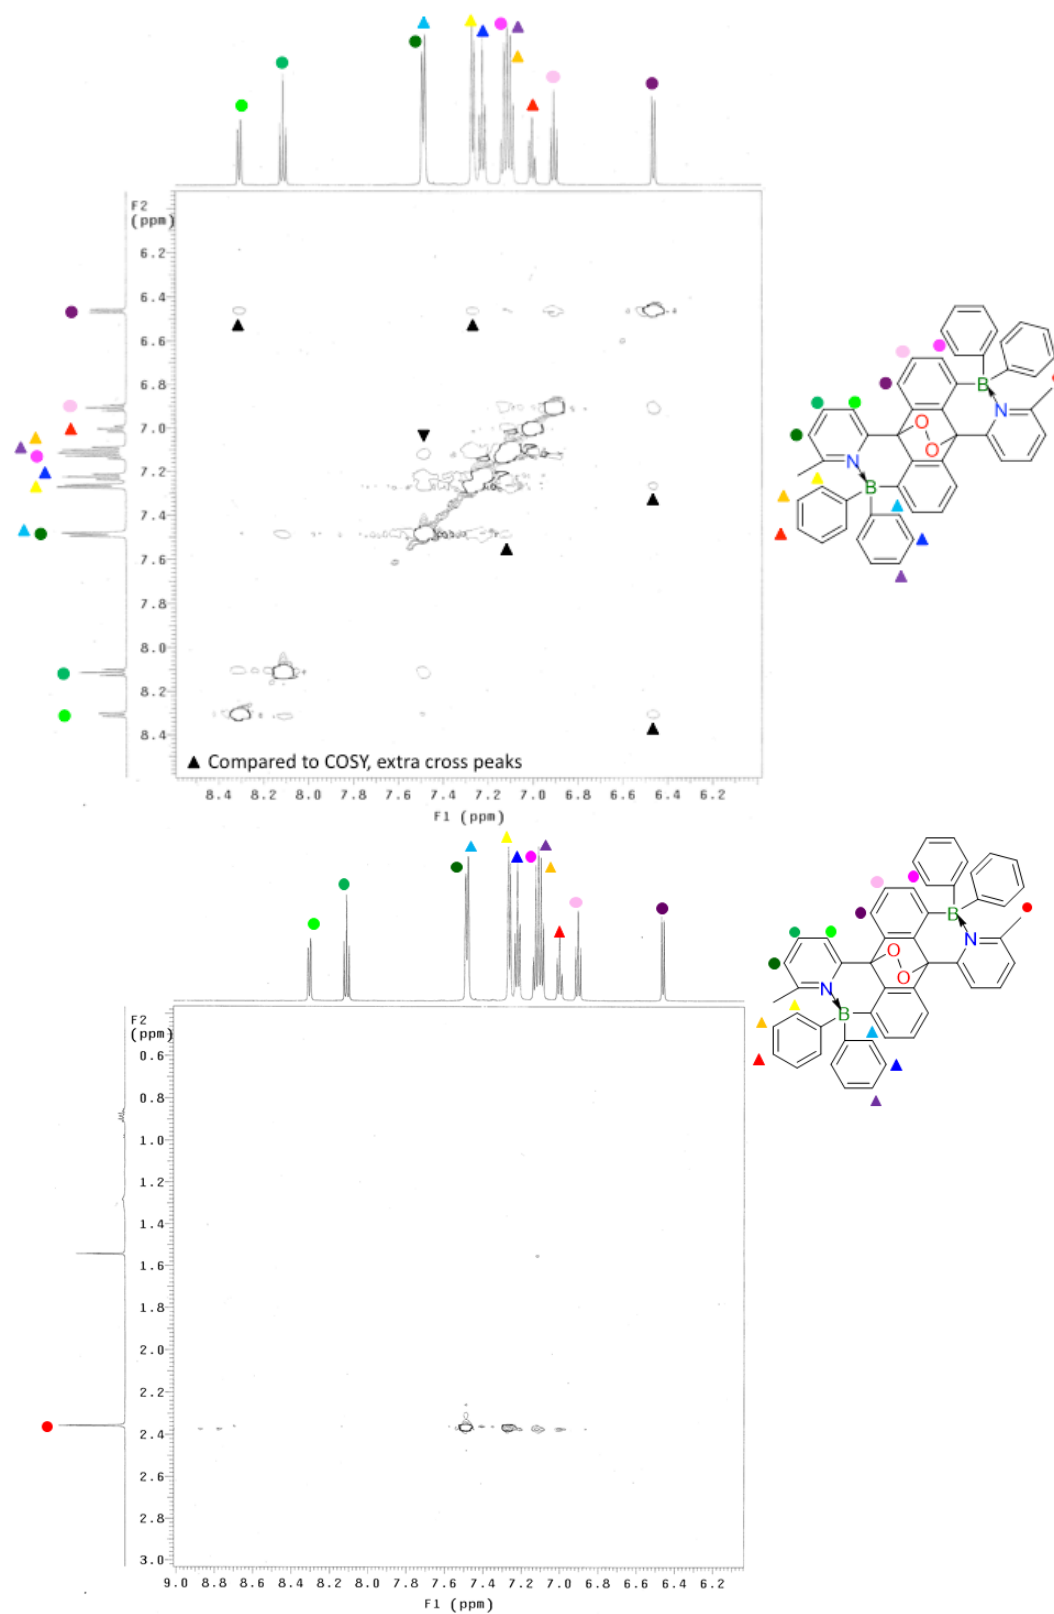 F2
(ppm)
6.2
6.4
6.6
6.8
7.0
7.2
7.4
7.6
7.8
8.0
8.2
8.4
▲ Compared to COSY, extra cross peaks
8.4 8.2 8.0 7.8 7.6 7.4 7.2 7.0 6.8 6.6 6.4 6.2
F1 (ppm)
B
N
O
O
N
B
F2
(ppm)
0.6
0.8
1.0
1.2
1.4
1.6
1.8
2.0
2.2
2.4
2.6
2.8
3.0
9.0 8.8 8.6 8.4 8.2 8.0 7.8 7.6 7.4 7.2 7.0 6.8 6.6 6.4 6.2
F1 (ppm)
B
N
O
O
N
B